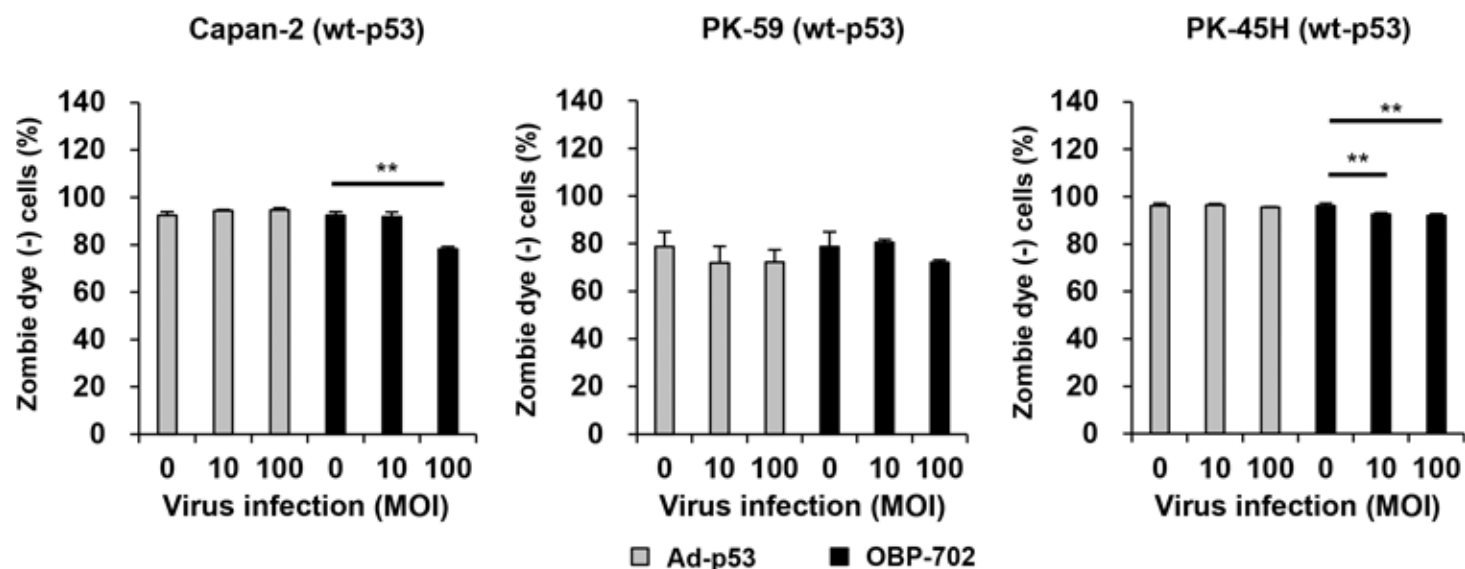 Capan-2 (wt-p53)
Zombie dye (-) cells (%)
140
120
100
80
60
40
20
0
**
0 10 100 0 10 100
Virus infection (MOI)
PK-59 (wt-p53)
Zombie dye (-) cells (%)
140
120
100
80
60
40
20
0
0 10 100 0 10 100
Virus infection (MOI)
PK-45H (wt-p53)
Zombie dye (-) cells (%)
140
120
100
80
60
40
20
0
**
**
0 10 100 0 10 100
Virus infection (MOI)
Ad-p53 OBP-702